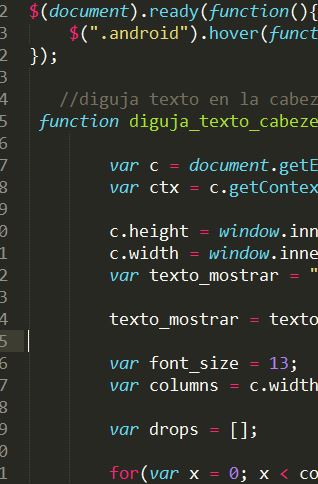 2 $(document).ready(function(){
3 $(".android").hover(funct
2 });
3
4 //diguja texto en la cabez
5 function diguja_texto_cabeze
6
7 var c = document.getE
8 var ctx = c.getContex
9
0 c.height = window.inn
1 c.width = window.inne
2 var texto_mostrar = "
3
4 texto_mostrar = texto
5
6 var font_size = 13;
7 var columns = c.width
8
9 var drops = [];
0
1 for(var x = 0; x < co